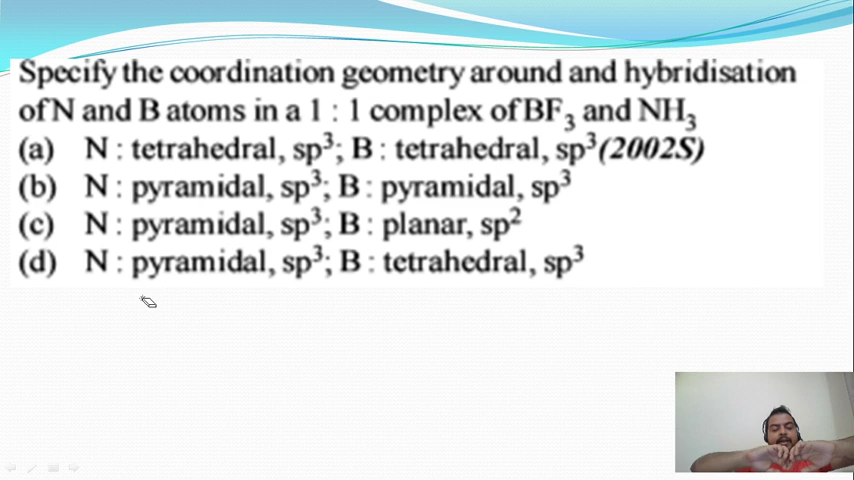 Specify the coordination geometry around and hybridisation
of N and B atoms in a 1 : 1 complex of BF3 and NH3
(a) N : tetrahedral, sp³; B : tetrahedral, sp³ (2002S)
(b) N : pyramidal, sp³; B : pyramidal, sp³
(c) N : pyramidal, sp³; B : planar, sp²
(d) N : pyramidal, sp³; B : tetrahedral, sp³